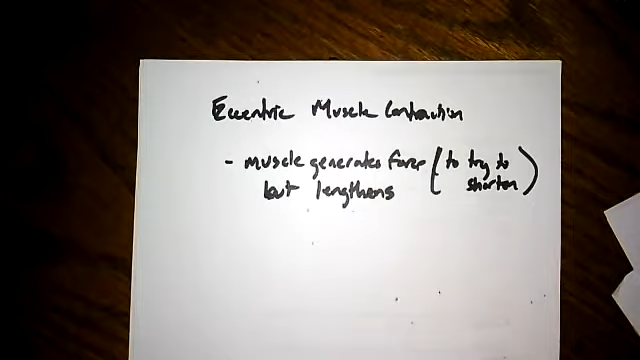 Eccentric Muscle Contraction
- muscle generates force (to try to
but lengthens shorten)